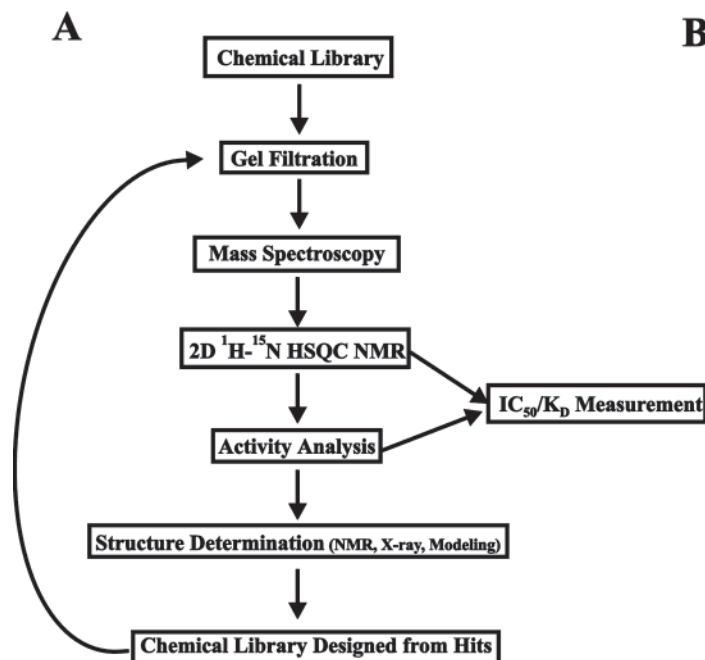 A
B
Chemical Library
Gel Filtration
Mass Spectroscopy
2D ¹H-¹⁵N HSQC NMR
IC₅₀/K_D Measurement
Activity Analysis
Structure Determination (NMR, X-ray, Modeling)
Chemical Library Designed from Hits